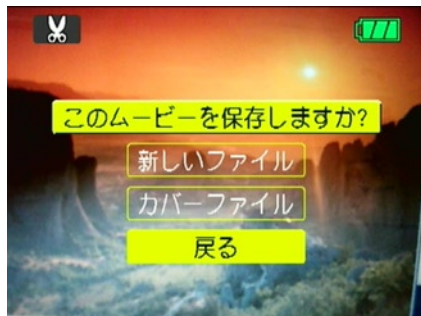 このムービーを保存しますか?
新しいファイル
カバーファイル
戻る